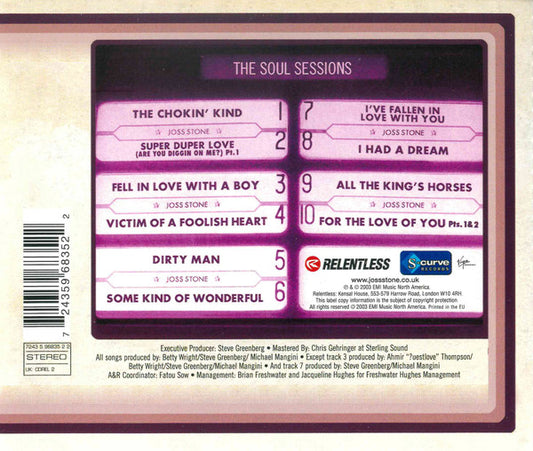 THE SOUL SESSIONS
THE CHOKIN' KIND 1
☆ JOSS STONE ☆
SUPER DUPER LOVE 2
(ARE YOU DIGGIN ON ME?) Pt.1
FELL IN LOVE WITH A BOY 3
☆ JOSS STONE ☆
VICTIM OF A FOOLISH HEART 4
DIRTY MAN 5
☆ JOSS STONE ☆
SOME KIND OF WONDERFUL 6
7 I'VE FALLEN IN
LOVE WITH YOU
☆ JOSS STONE ☆
8 I HAD A DREAM
9 ALL THE KING'S HORSES
☆ JOSS STONE ☆
10 FOR THE LOVE OF YOU Pts. 1&2
RELENTLESS
S curve
RECORDS
Virgin
www.jossstone.co.uk
℗ & © 2003 EMI Music North America.
Relentless: Kensal House, 553-579 Harrow Road, London W10 4RH.
This label copy information is the subject of copyright protection
All rights reserved © 2003 EMI Music North America. Printed in the EU
7 24359 68352 2
7243 5 96835 2 2
STEREO
UK: COREL 2
Executive Producer: Steve Greenberg • Mastered By: Chris Gehringer at Sterling Sound
All songs produced by: Betty Wright/Steve Greenberg/ Michael Mangini • Except track 3 produced by: Ahmir "?uestlove" Thompson/
Betty Wright/Steve Greenberg/Michael Mangini • And track 7 produced by: Steve Greenberg/Michael Mangini
A&R Coordinator: Fatou Sow • Management: Brian Freshwater and Jacqueline Hughes for Freshwater Hughes Management